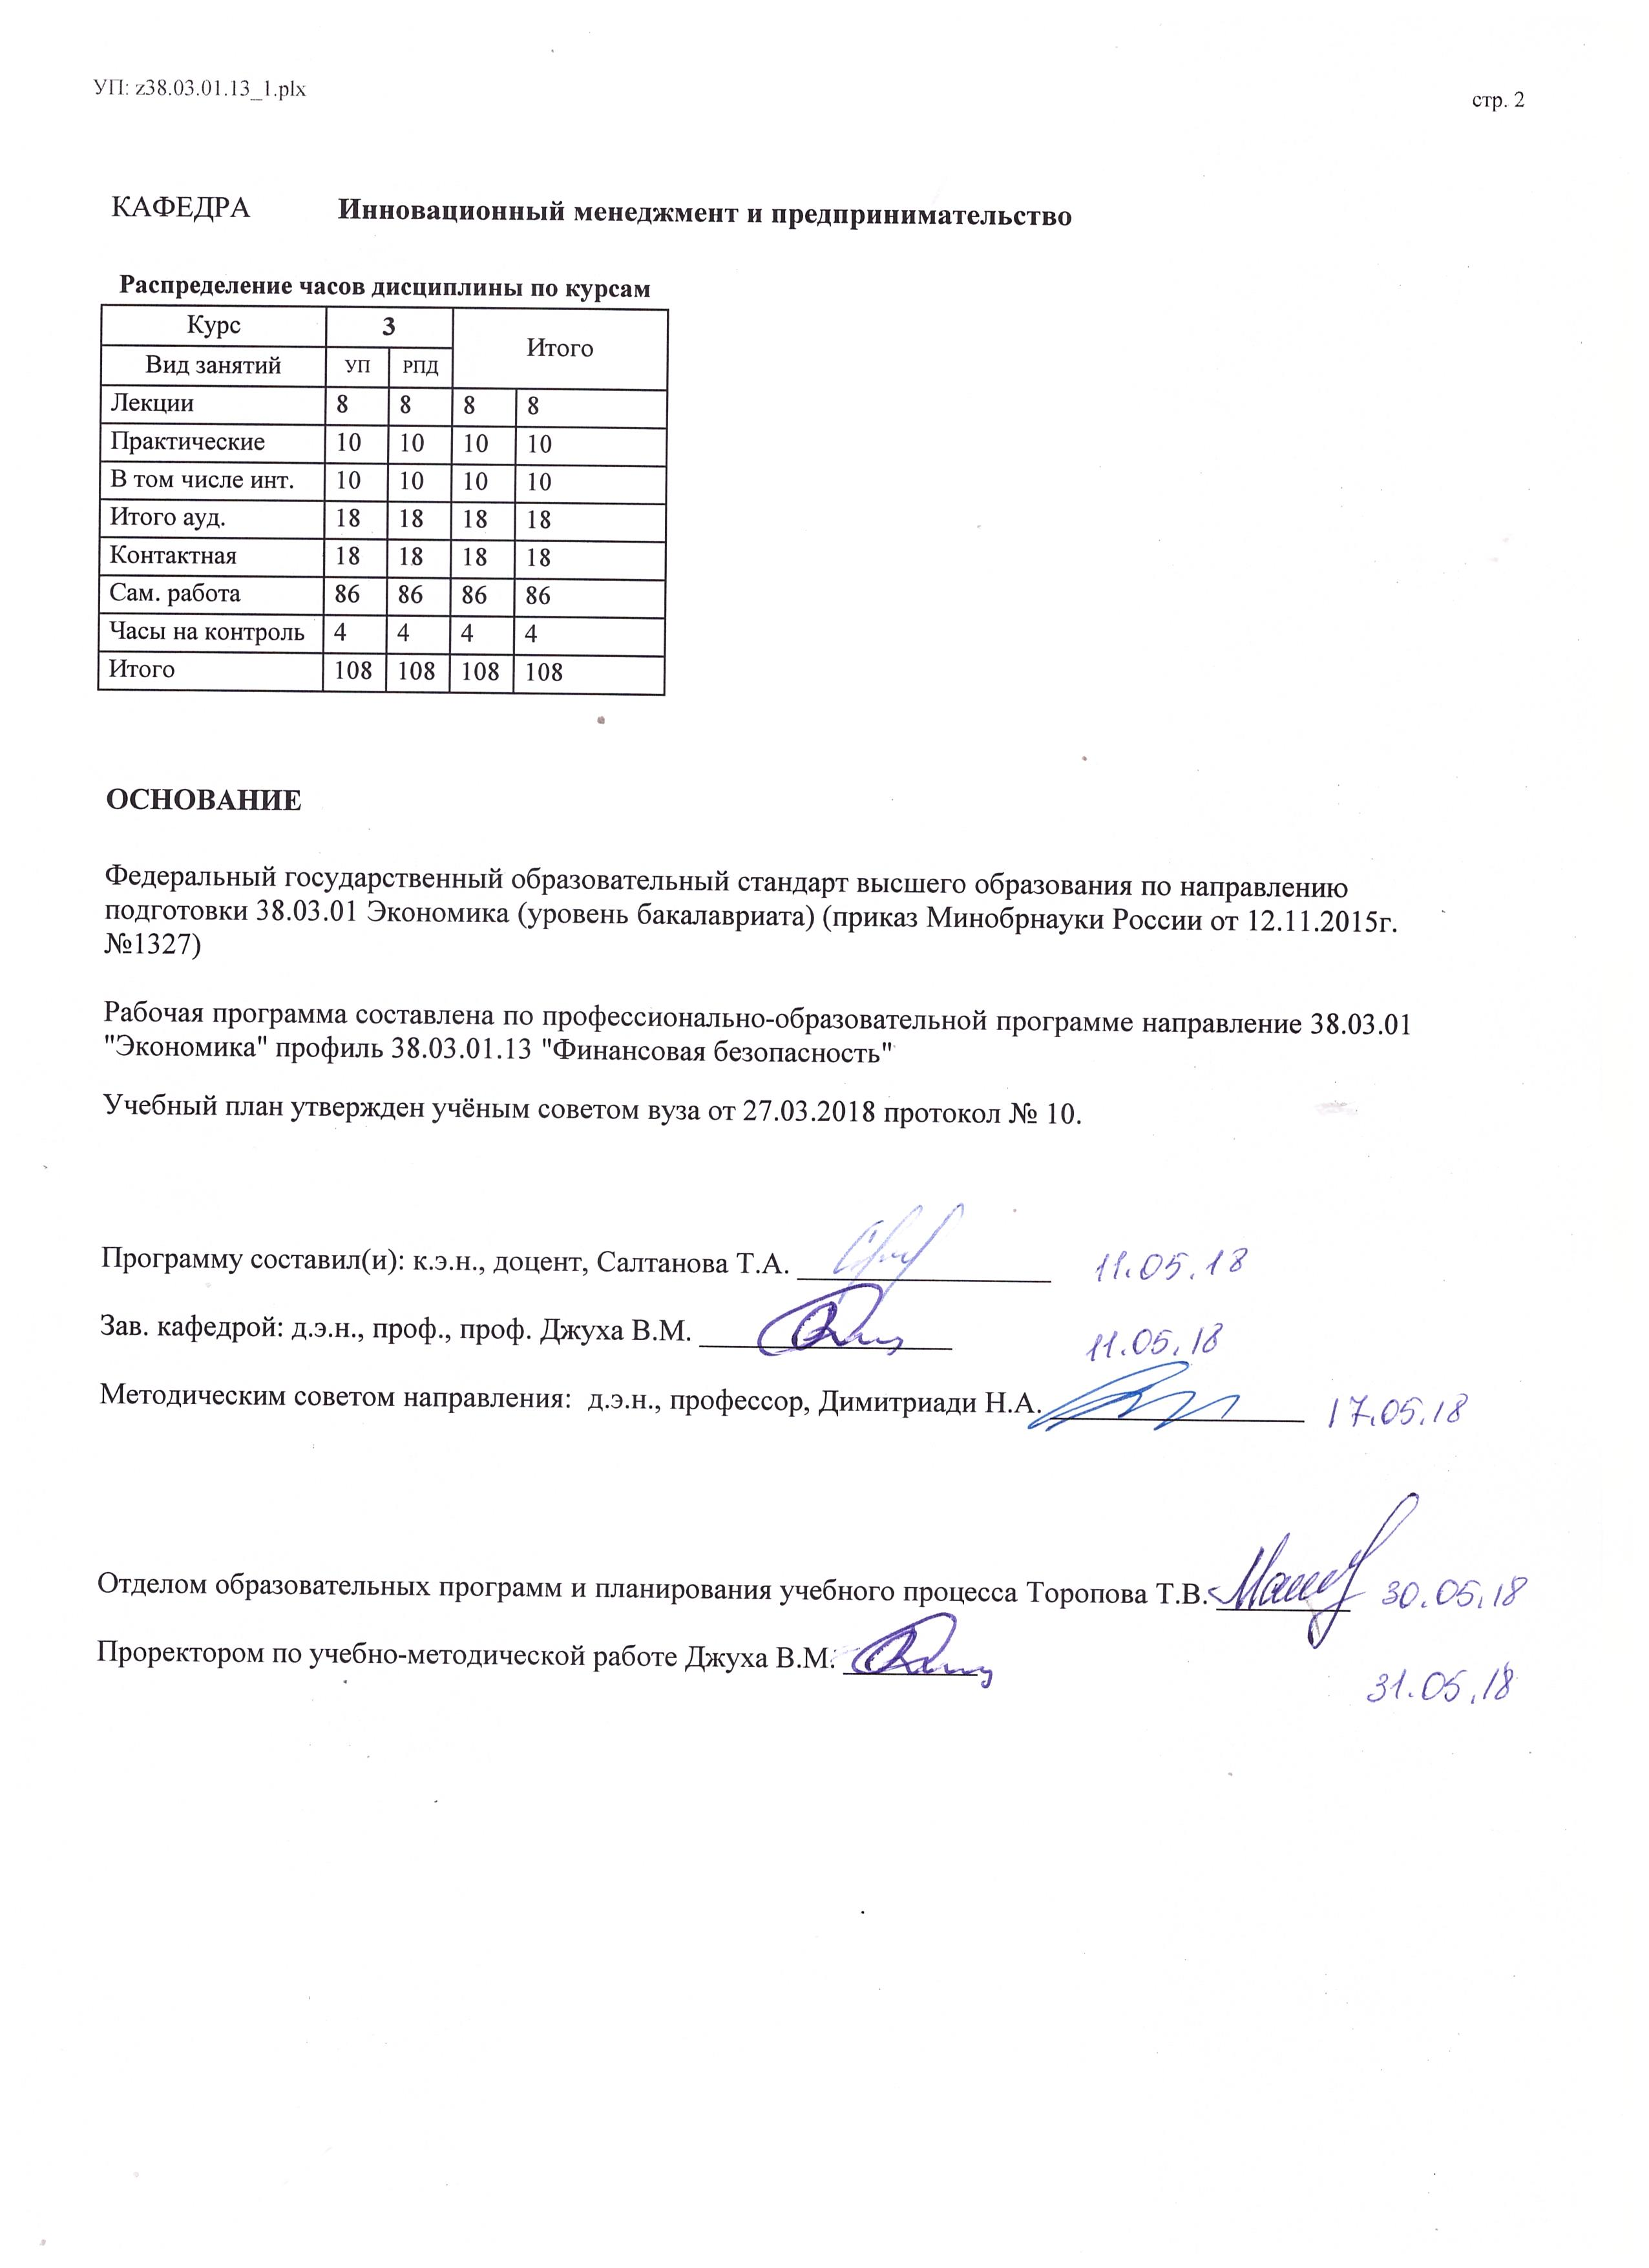 УП: z38.03.01.13_1.plx
стр. 2
КАФЕДРА Инновационный менеджмент и предпринимательство
Распределение часов дисциплины по курсам
Курс 3 Итого
Вид занятий УП РПД
Лекции 8 8 8 8
Практические 10 10 10 10
В том числе инт. 10 10 10 10
Итого ауд. 18 18 18 18
Контактная 18 18 18 18
Сам. работа 86 86 86 86
Часы на контроль 4 4 4 4
Итого 108 108 108 108
ОСНОВАНИЕ
Федеральный государственный образовательный стандарт высшего образования по направлению
подготовки 38.03.01 Экономика (уровень бакалавриата) (приказ Минобрнауки России от 12.11.2015г.
№1327)
Рабочая программа составлена по профессионально-образовательной программе направление 38.03.01
"Экономика" профиль 38.03.01.13 "Финансовая безопасность"
Учебный план утвержден учёным советом вуза от 27.03.2018 протокол № 10.
Программу составил(и): к.э.н., доцент, Салтанова Т.А. 11.05.18
Зав. кафедрой: д.э.н., проф., проф. Джуха В.М. 11.05.18
Методическим советом направления: д.э.н., профессор, Димитриади Н.А. 17.05.18
Отделом образовательных программ и планирования учебного процесса Торопова Т.В. 30.05.18
Проректором по учебно-методической работе Джуха В.М.
31.05.18